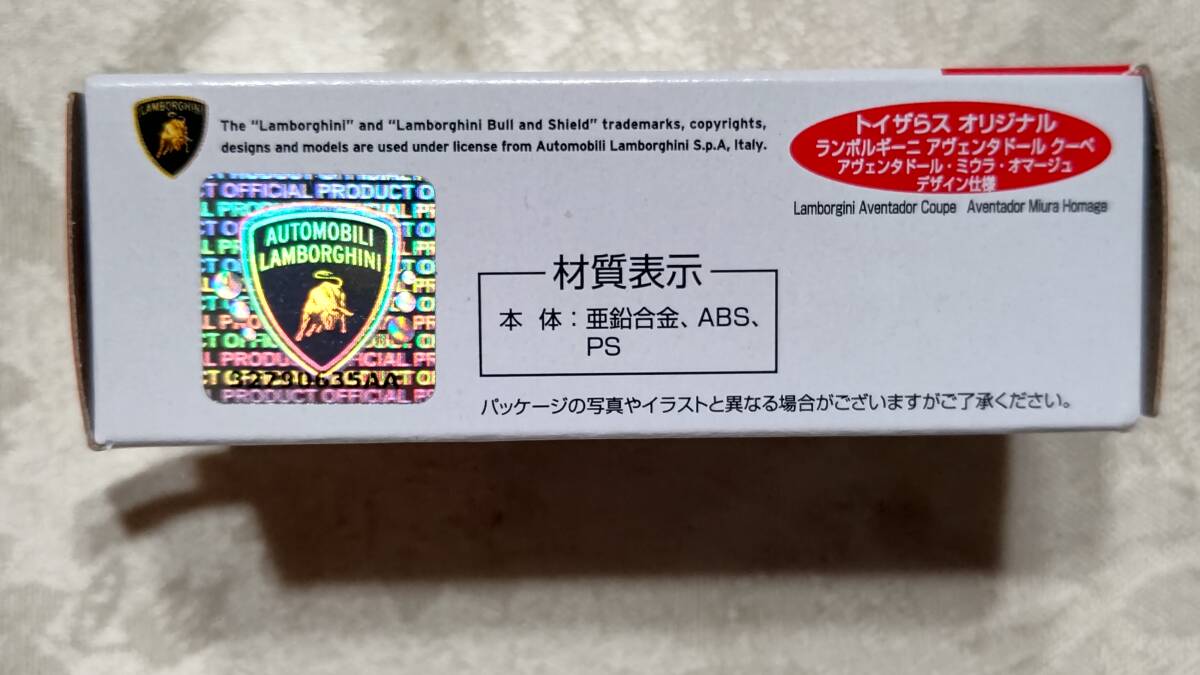 LAMBORGHINI
The "Lamborghini" and "Lamborghini Bull and Shield" trademarks, copyrights,
designs and models are used under license from Automobili Lamborghini S.p.A, Italy.
トイザらス オリジナル
ランボルギーニ アヴェンタドール クーペ
アヴェンタドール・ミウラ・オマージュ
デザイン仕様
Lamborgini Aventador Coupe Aventador Miura Homage
CT OFFICIAL PRODUCT O
AUTOMOBILI
LAMBORGHINI
32730635AA
OFFICIAL
材質表示
本 体：亜鉛合金、ABS、
PS
パッケージの写真やイラストと異なる場合がございますがご了承ください。